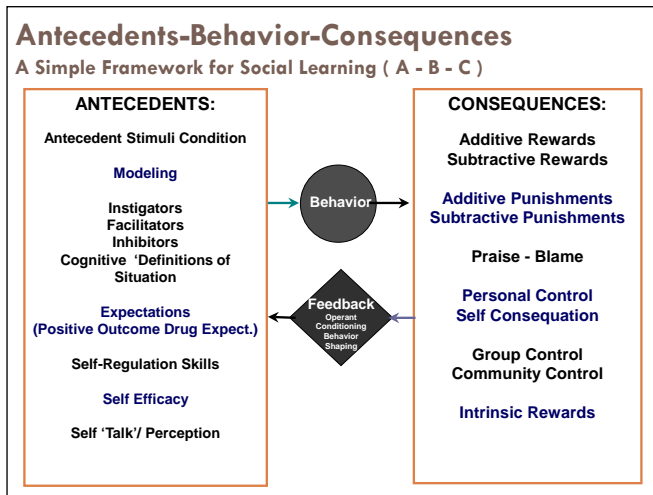 Antecedents-Behavior-Consequences
A Simple Framework for Social Learning ( A - B - C )
ANTECEDENTS:
Antecedent Stimuli Condition
Modeling
Instigators
Facilitators
Inhibitors
Cognitive ‘Definitions of
Situation
Expectations
(Positive Outcome Drug Expect.)
Self-Regulation Skills
Self Efficacy
Self ‘Talk’/ Perception
Behavior
Feedback
Operant
Conditioning
Behavior
Shaping
CONSEQUENCES:
Additive Rewards
Subtractive Rewards
Additive Punishments
Subtractive Punishments
Praise - Blame
Personal Control
Self Consequation
Group Control
Community Control
Intrinsic Rewards